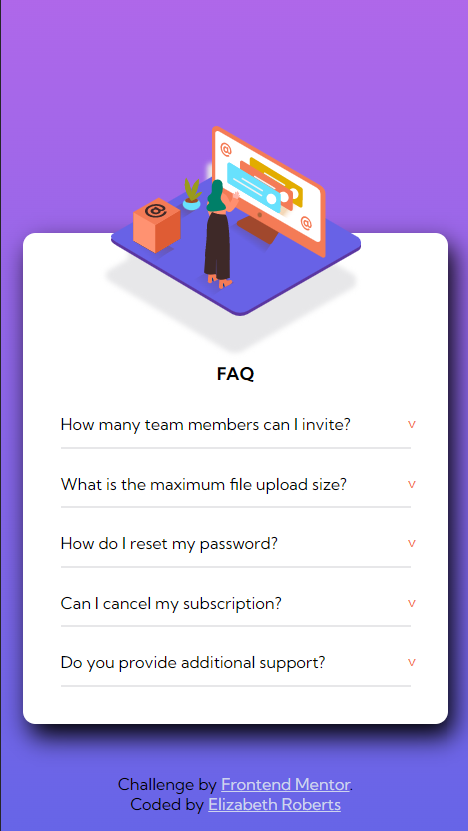 @
@
@
FAQ
How many team members can I invite? v
What is the maximum file upload size? v
How do I reset my password? v
Can I cancel my subscription? v
Do you provide additional support? v
Challenge by Frontend Mentor.
Coded by Elizabeth Roberts